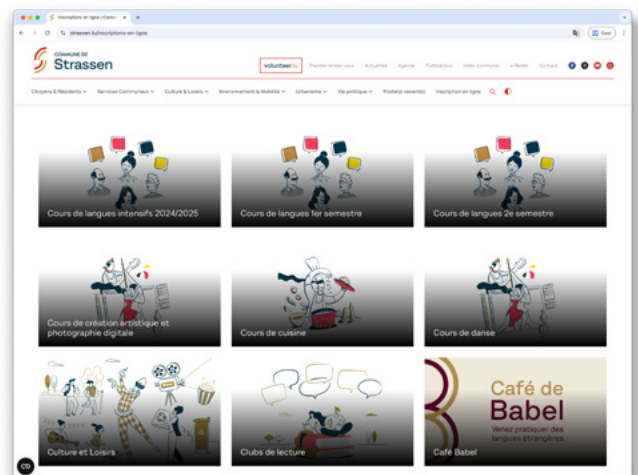 Inscriptions en ligne | Comm
strassen.lu/inscriptions-en-ligne
COMMUNE DE
Strassen
volunteer.lu
Prendre rendez-vous
Actualités
Agenda
Publications
Contact
Citoyens & Résidents
Services Communaux
Culture & Loisirs
Environnement & Mobilité
Urbanisme
Vie politique
Poste(s) vacant(s)
Inscription en ligne
Cours de langues intensifs 2024/2025
Cours de langues 1er semestre
Cours de langues 2e semestre
Cours de création artistique et
photographie digitale
Cours de cuisine
Cours de danse
Culture et Loisirs
Clubs de lecture
Café de
Babel
Venez pratiquer des
langues étrangères
Café Babel